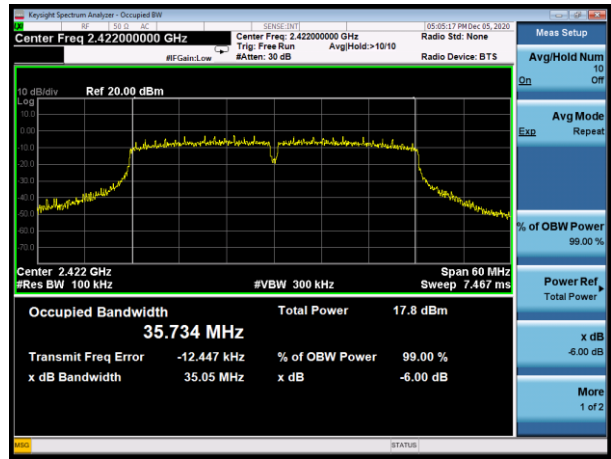 Keysight Spectrum Analyzer - Occupied BW
RF 50 Ω AC SENSE:INT 05:05:17 PM Dec 05, 2020
Center Freq 2.422000000 GHz
Center Freq: 2.422000000 GHz Radio Std: None
Trig: Free Run Avg|Hold:>10/10
#IFGain:Low #Atten: 30 dB Radio Device: BTS
10 dB/div Ref 20.00 dBm
Log
10.0
0.00
-10.0
-20.0
-30.0
-40.0
-50.0
-60.0
-70.0
Center 2.422 GHz Span 60 MHz
#Res BW 100 kHz #VBW 300 kHz Sweep 7.467 ms
Occupied Bandwidth Total Power 17.8 dBm
35.734 MHz
Transmit Freq Error -12.447 kHz % of OBW Power 99.00 %
x dB Bandwidth 35.05 MHz x dB -6.00 dB
MSG STATUS
Meas Setup
Avg/Hold Num
10
On Off
Avg Mode
Exp Repeat
% of OBW Power
99.00 %
Power Ref
Total Power
x dB
-6.00 dB
More
1 of 2